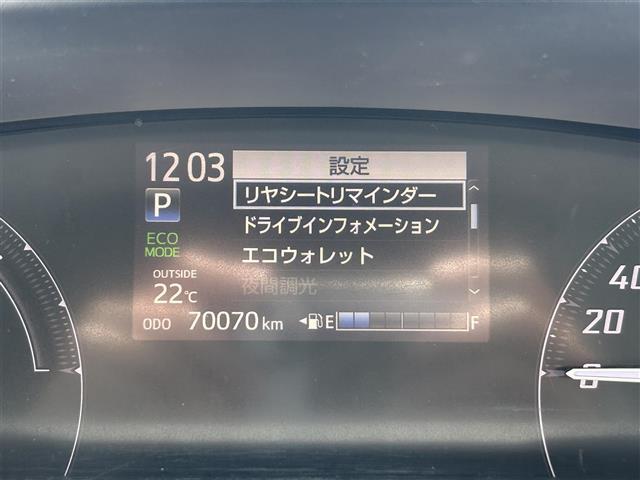 12 03
設定
P
リヤシートリマインダー
ECO
MODE
ドライブインフォメーション
エコウォレット
OUTSIDE
22℃
夜間調光
ODO 70070 km
E F
40
20
0